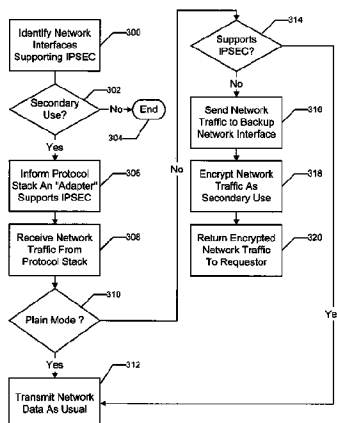 Identify Network
Interfaces
Supporting IPSEC
300
Secondary
Use?
302
No
End
304
Yes
Inform Protocol
Stack An "Adapter"
Supports IPSEC
306
Receive Network
Traffic From
Protocol Stack
308
Plain Mode ?
310
No
Yes
Transmit Network
Data As Usual
312
Supports
IPSEC?
314
No
Send Network
Traffic to Backup
Network Interface
316
Encrypt Network
Traffic As
Secondary Use
318
Return Encrypted
Network Traffic
To Requestor
320
Ye